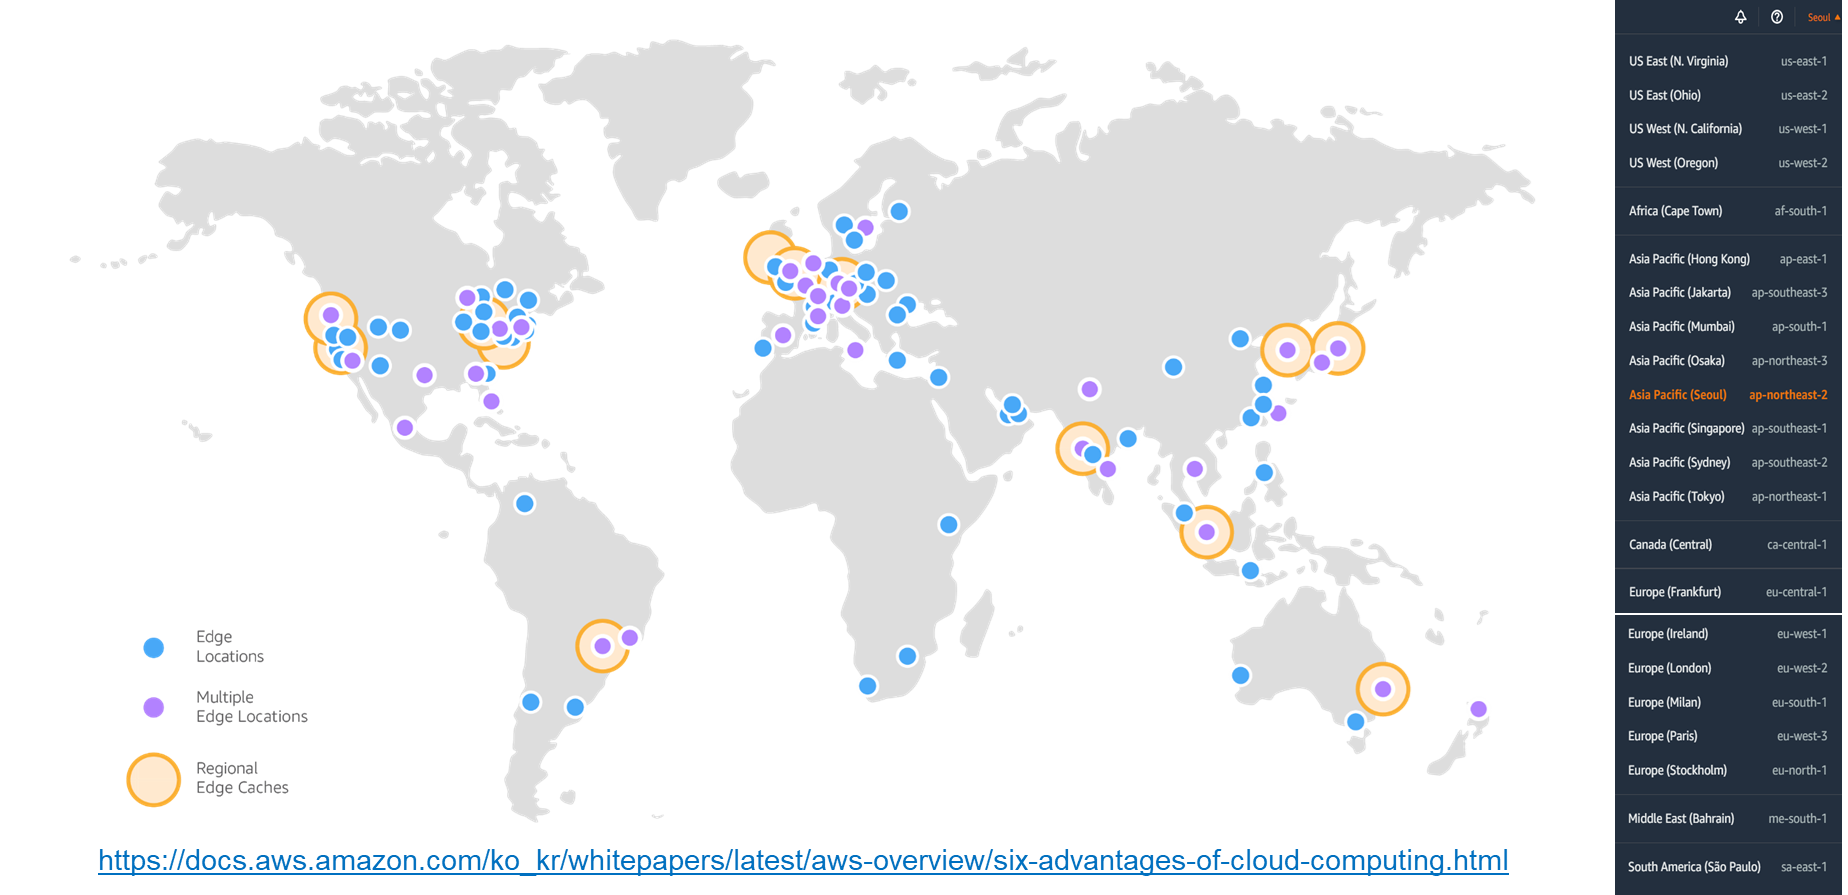 Edge
Locations
Multiple
Edge Locations
Regional
Edge Caches
https://docs.aws.amazon.com/ko_kr/whitepapers/latest/aws-overview/six-advantages-of-cloud-computing.html
Seoul
US East (N. Virginia) us-east-1
US East (Ohio) us-east-2
US West (N. California) us-west-1
US West (Oregon) us-west-2
Africa (Cape Town) af-south-1
Asia Pacific (Hong Kong) ap-east-1
Asia Pacific (Jakarta) ap-southeast-3
Asia Pacific (Mumbai) ap-south-1
Asia Pacific (Osaka) ap-northeast-3
Asia Pacific (Seoul) ap-northeast-2
Asia Pacific (Singapore) ap-southeast-1
Asia Pacific (Sydney) ap-southeast-2
Asia Pacific (Tokyo) ap-northeast-1
Canada (Central) ca-central-1
Europe (Frankfurt) eu-central-1
Europe (Ireland) eu-west-1
Europe (London) eu-west-2
Europe (Milan) eu-south-1
Europe (Paris) eu-west-3
Europe (Stockholm) eu-north-1
Middle East (Bahrain) me-south-1
South America (São Paulo) sa-east-1